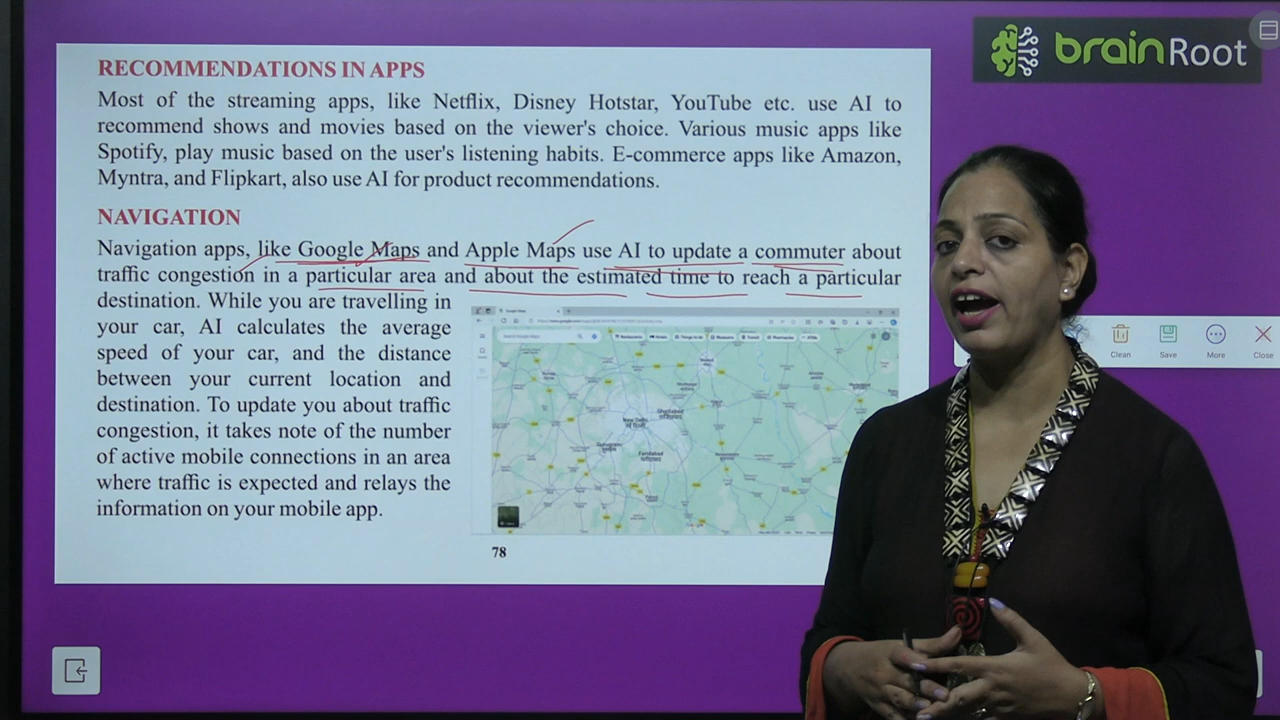 RECOMMENDATIONS IN APPS
Most of the streaming apps, like Netflix, Disney Hotstar, YouTube etc. use AI to
recommend shows and movies based on the viewer's choice. Various music apps like
Spotify, play music based on the user's listening habits. E-commerce apps like Amazon,
Myntra, and Flipkart, also use AI for product recommendations.
NAVIGATION
Navigation apps, like Google Maps and Apple Maps use AI to update a commuter about
traffic congestion in a particular area and about the estimated time to reach a particular
destination. While you are travelling in
your car, AI calculates the average
speed of your car, and the distance
between your current location and
destination. To update you about traffic
congestion, it takes note of the number
of active mobile connections in an area
where traffic is expected and relays the
information on your mobile app.
Google Maps
New Delhi
Ghaziabad
Faridabad
78
brainRoot
Clean
Save
More
Close